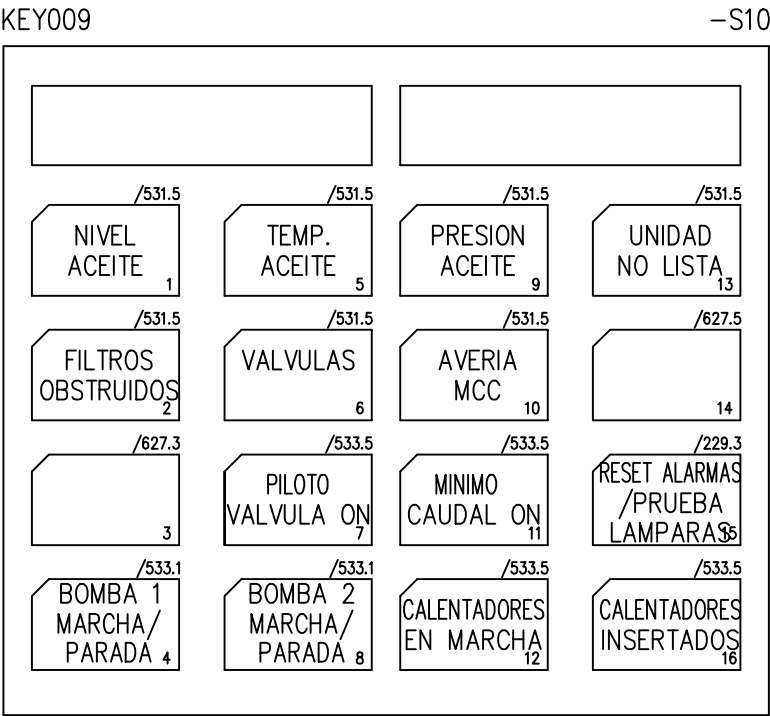 KEY009
-S10
/531.5
NIVEL
ACEITE
1
/531.5
TEMP.
ACEITE
5
/531.5
PRESION
ACEITE
9
/531.5
UNIDAD
NO LISTA
13
/531.5
FILTROS
OBSTRUIDOS
2
/531.5
VALVULAS
6
/531.5
AVERIA
MCC
10
/627.5
14
/627.3
3
/533.5
PILOTO
VALVULA ON
7
/533.5
MINIMO
CAUDAL ON
11
/229.3
RESET ALARMAS
/PRUEBA
LAMPARAS
15
/533.1
BOMBA 1
MARCHA/
PARADA
4
/533.1
BOMBA 2
MARCHA/
PARADA
8
/533.5
CALENTADORES
EN MARCHA
12
/533.5
CALENTADORES
INSERTADOS
16